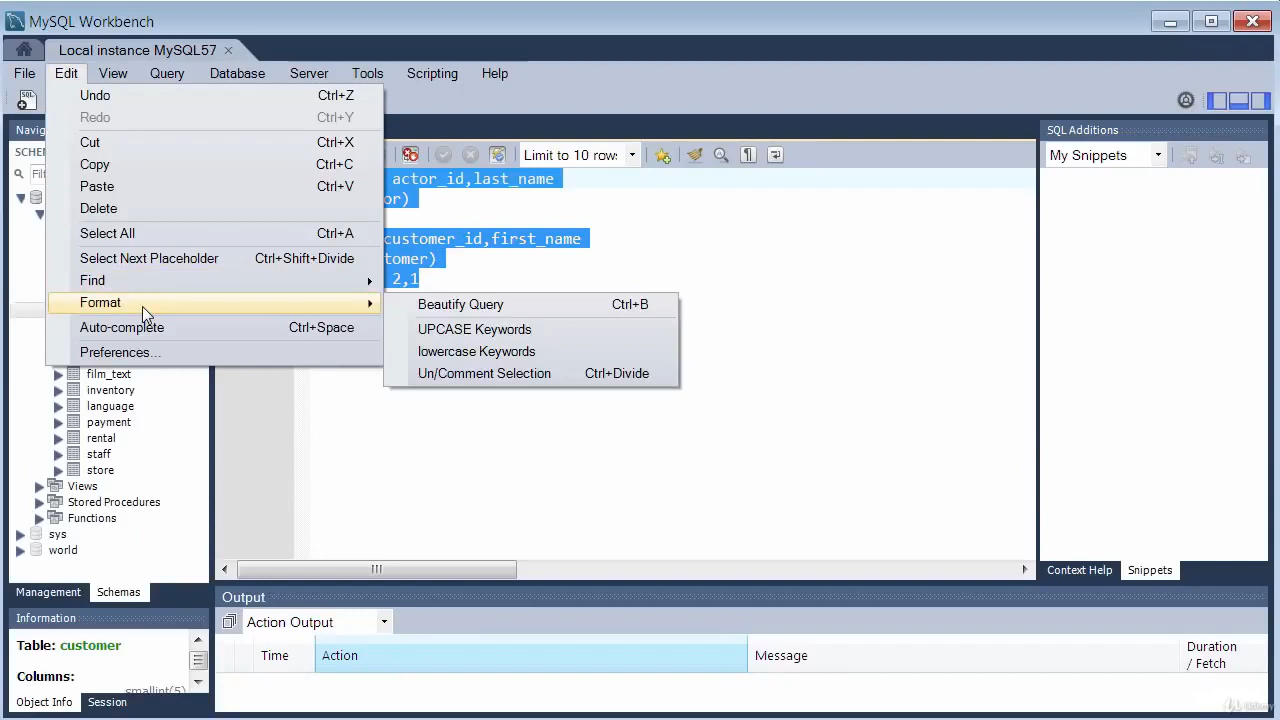 MySQL Workbench
Local instance MySQL57
File Edit View Query Database Server Tools Scripting Help
Undo Ctrl+Z
Redo Ctrl+Y
Cut Ctrl+X
Copy Ctrl+C
Paste Ctrl+V
Delete
Select All Ctrl+A
Select Next Placeholder Ctrl+Shift+Divide
Find
Format
Auto-complete Ctrl+Space
Preferences...
Beautify Query Ctrl+B
UPCASE Keywords
lowercase Keywords
Un/Comment Selection Ctrl+Divide
Limit to 10 rows
actor_id,last_name
or)
customer_id,first_name
tomer)
2,1
film_text
inventory
language
payment
rental
staff
store
Views
Stored Procedures
Functions
sys
world
Management Schemas
Information
Table: customer
Columns:
smallint(5)
Object Info Session
SQL Additions
My Snippets
Context Help Snippets
Output
Action Output
Time Action Message Duration
/ Fetch